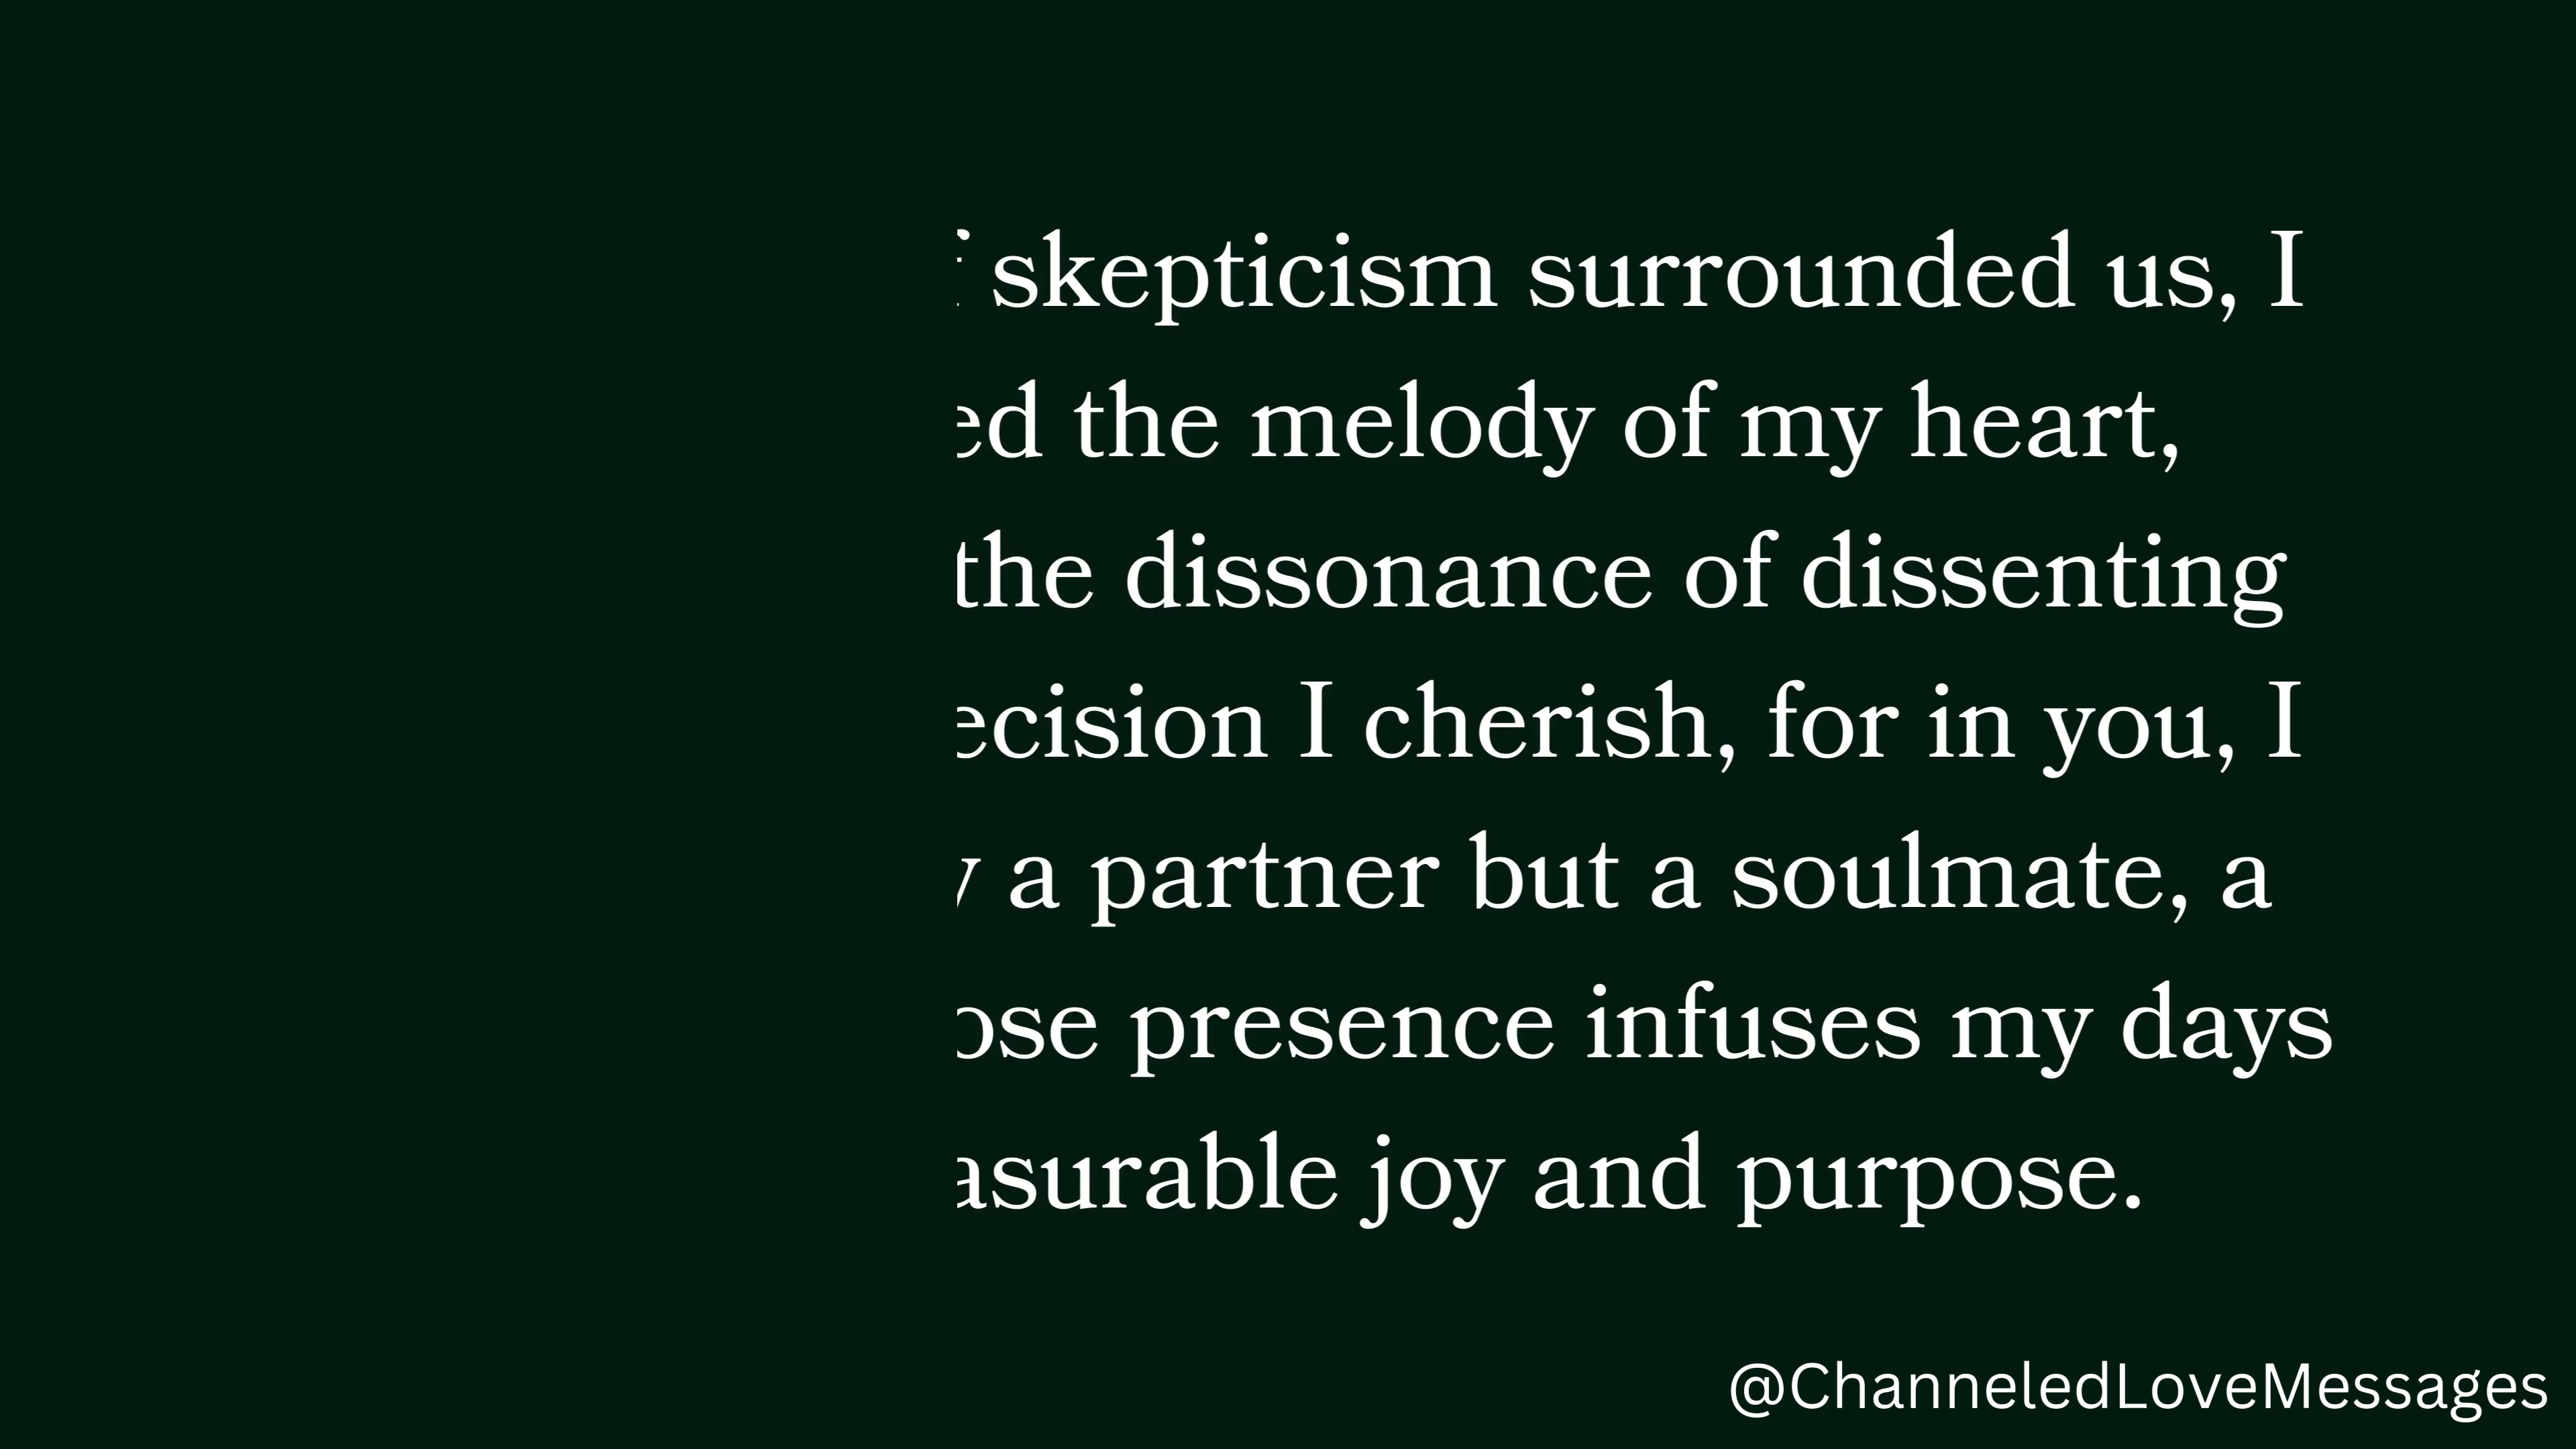 skepticism surrounded us, I
ed the melody of my heart,
the dissonance of dissenting
ecision I cherish, for in you, I
a partner but a soulmate, a
ose presence infuses my days
asurable joy and purpose.
@ChanneledLoveMessages